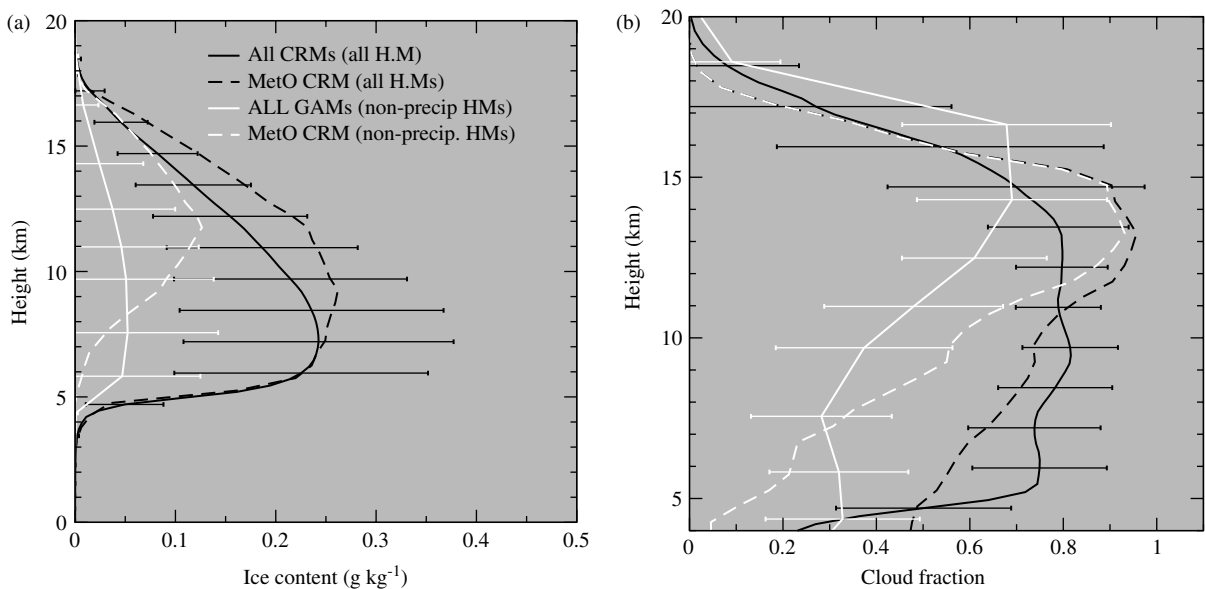 (a)
20
15
10
5
0
Height (km)
0
0.1
0.2
0.3
0.4
0.5
Ice content (g kg-1)
All CRMs (all H.M)
MetO CRM (all H.Ms)
ALL GAMs (non-precip HMs)
MetO CRM (non-precip. HMs)
(b)
20
15
10
5
Height (km)
0
0.2
0.4
0.6
0.8
1
Cloud fraction